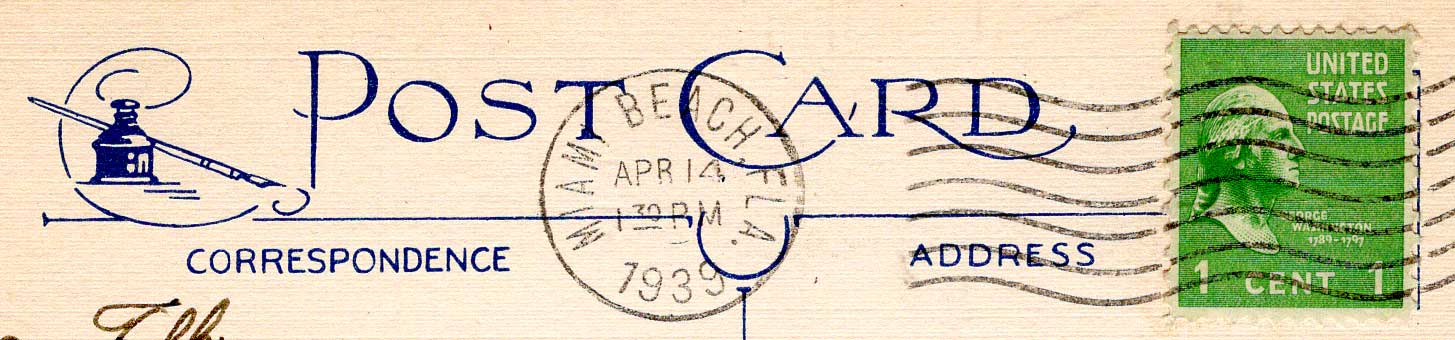 POST CARD
MIAMI BEACH, FLA.
APR 14
1 30 PM
1939
UNITED
STATES
POSTAGE
GEORGE
WASHINGTON
1789-1797
1 CENT 1
CORRESPONDENCE
ADDRESS